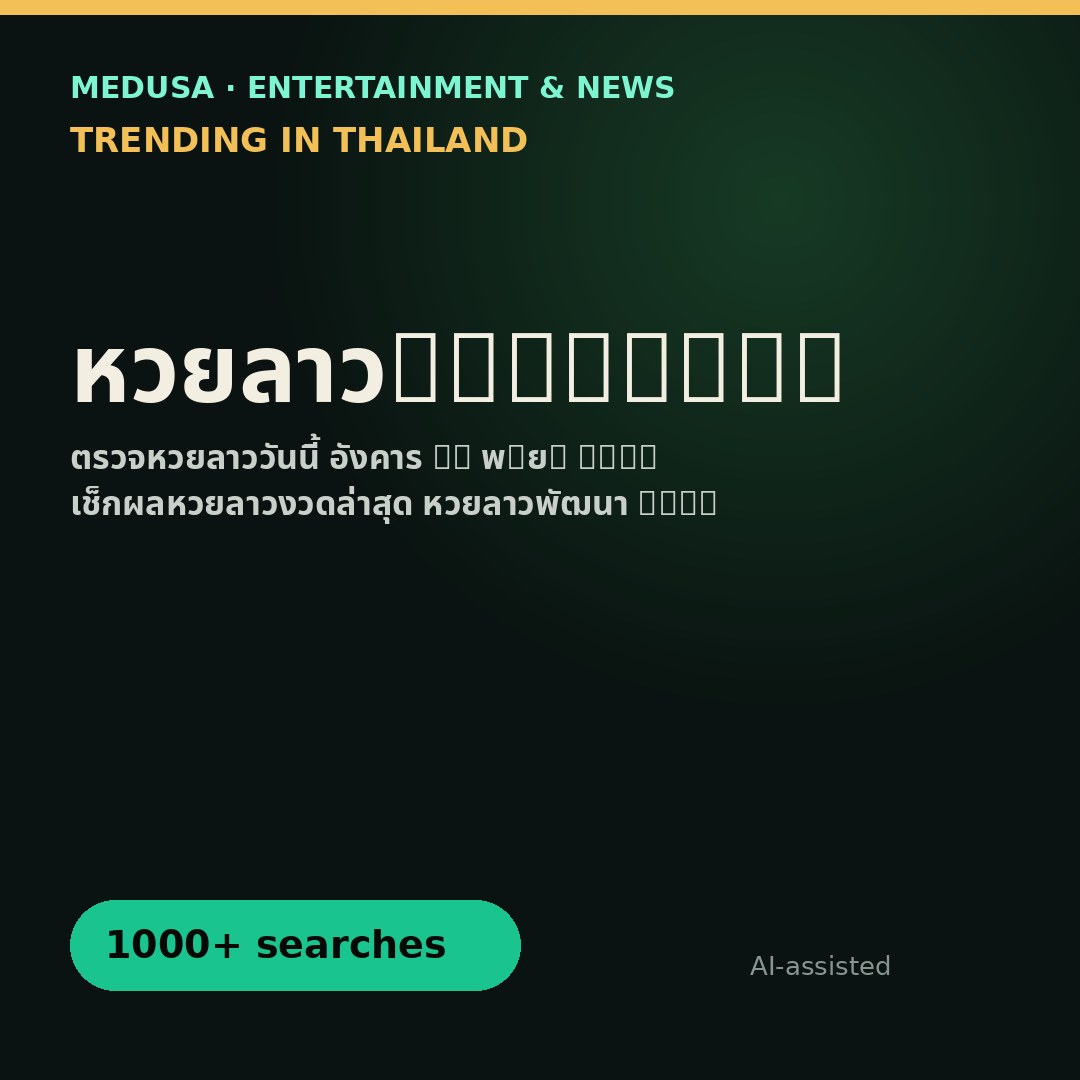 MEDUSA · ENTERTAINMENT & NEWS
TRENDING IN THAILAND
หวยลาว
ตรวจหวยลาววันนี้ อังคาร
เช็กผลหวยลาวงวดล่าสุด หวยลาวพัฒนา
1000+ searches
AI-assisted